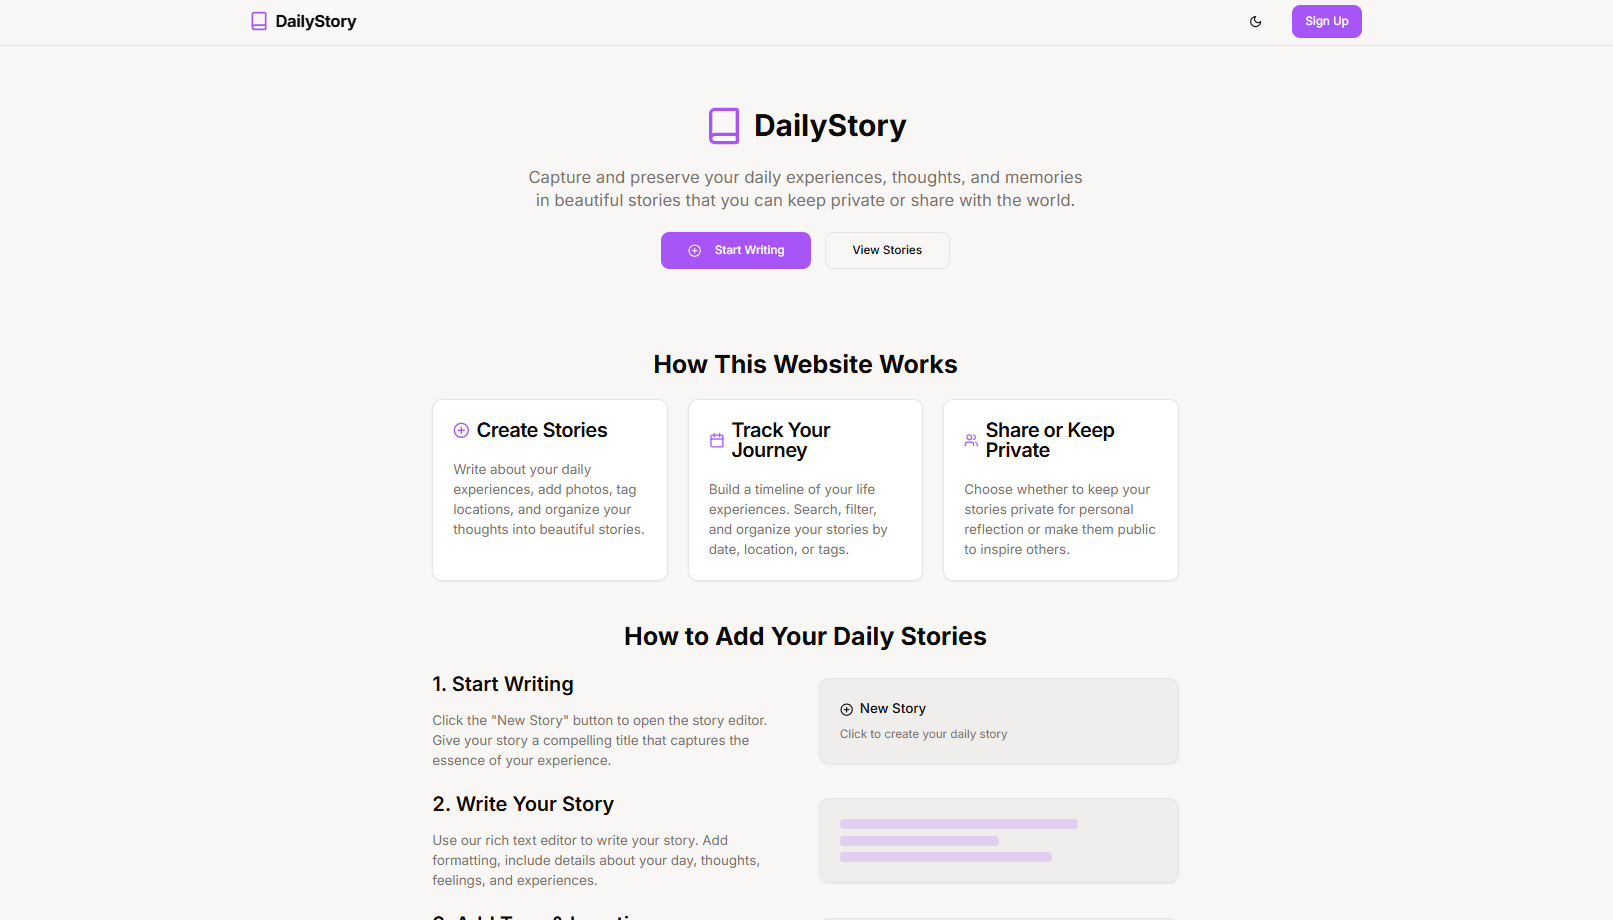 DailyStory
Sign Up
DailyStory
Capture and preserve your daily experiences, thoughts, and memories
in beautiful stories that you can keep private or share with the world.
Start Writing
View Stories
How This Website Works
Create Stories
Write about your daily
experiences, add photos, tag
locations, and organize your
thoughts into beautiful stories.
Track Your
Journey
Build a timeline of your life
experiences. Search, filter,
and organize your stories by
date, location, or tags.
Share or Keep
Private
Choose whether to keep your
stories private for personal
reflection or make them public
to inspire others.
How to Add Your Daily Stories
1. Start Writing
Click the "New Story" button to open the story editor.
Give your story a compelling title that captures the
essence of your experience.
New Story
Click to create your daily story
2. Write Your Story
Use our rich text editor to write your story. Add
formatting, include details about your day, thoughts,
feelings, and experiences.